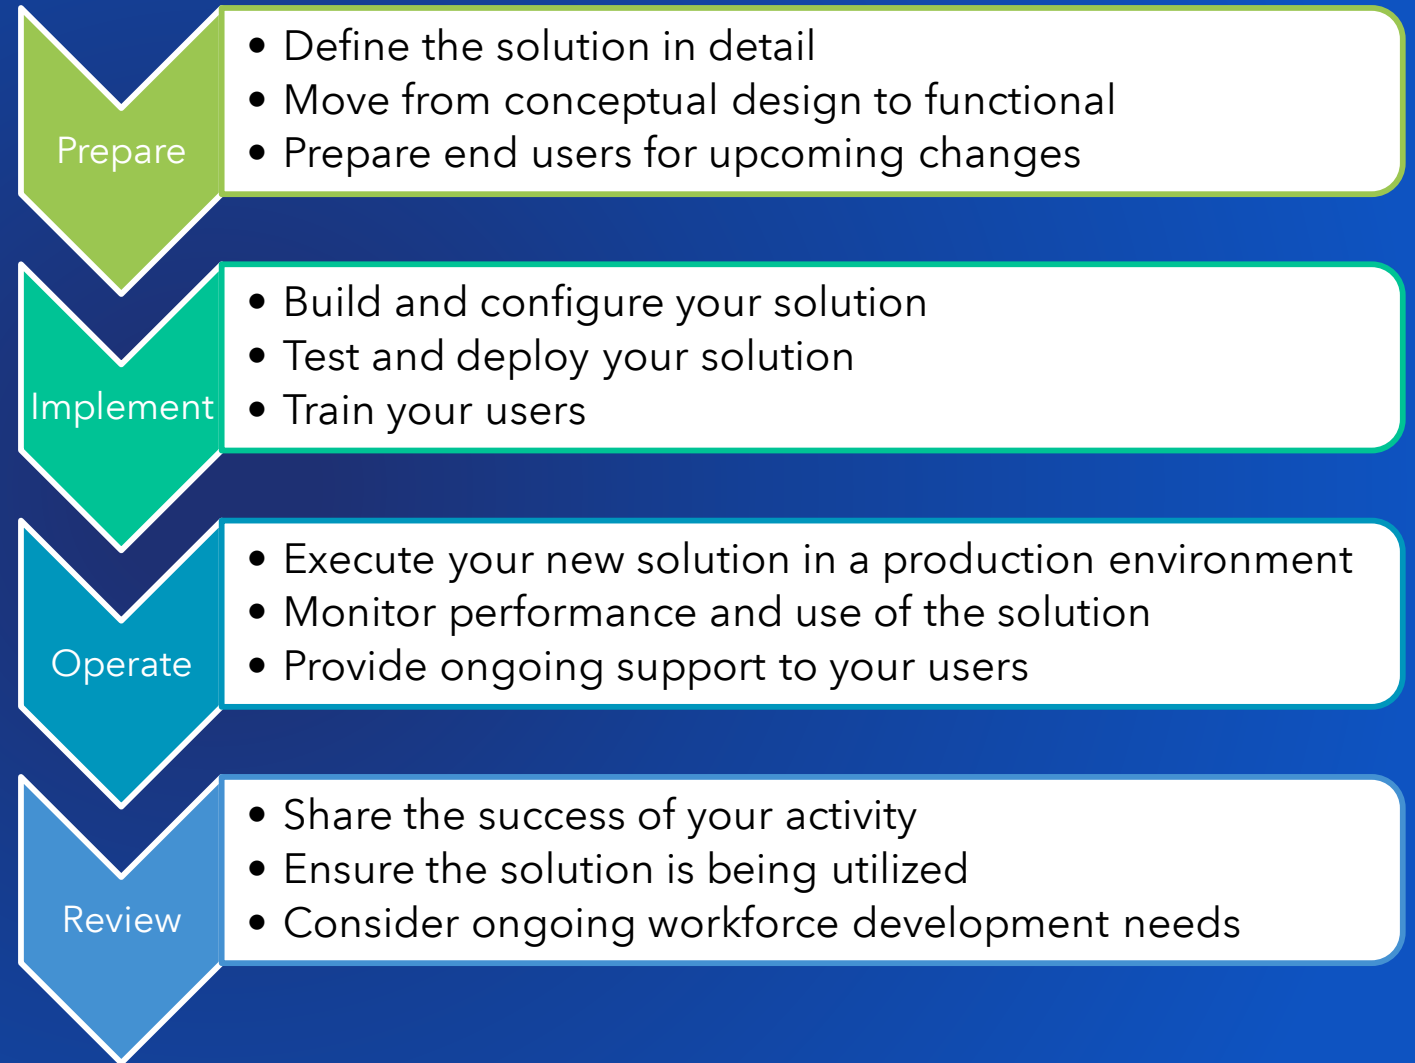 Prepare
• Define the solution in detail
• Move from conceptual design to functional
• Prepare end users for upcoming changes
Implement
• Build and configure your solution
• Test and deploy your solution
• Train your users
Operate
• Execute your new solution in a production environment
• Monitor performance and use of the solution
• Provide ongoing support to your users
Review
• Share the success of your activity
• Ensure the solution is being utilized
• Consider ongoing workforce development needs